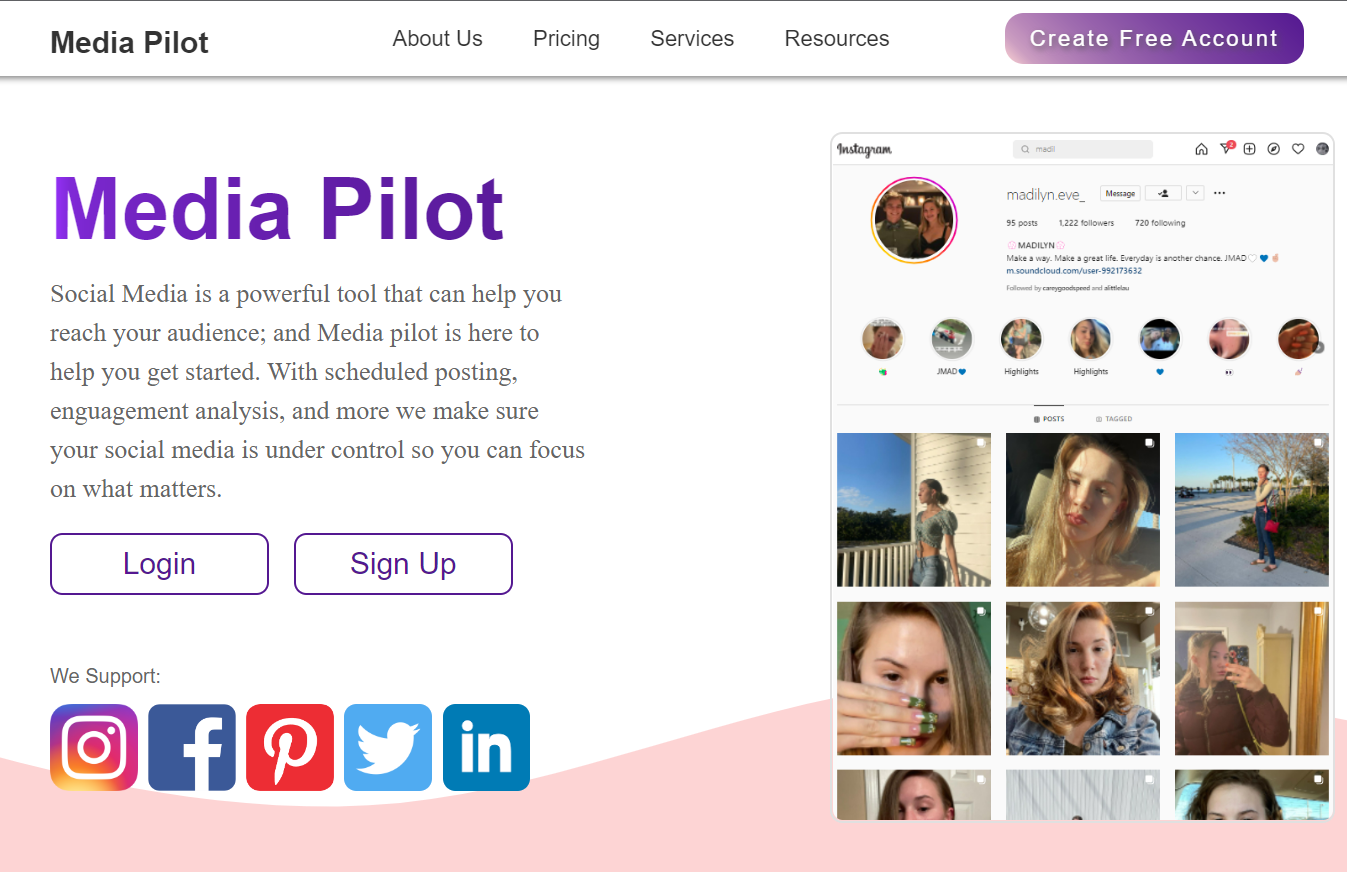 Media Pilot
About Us
Pricing
Services
Resources
Create Free Account
Media Pilot
Social Media is a powerful tool that can help you
reach your audience; and Media pilot is here to
help you get started. With scheduled posting,
enguagement analysis, and more we make sure
your social media is under control so you can focus
on what matters.
Login
Sign Up
We Support:
in
Instagram
madli
2
madilyn.eve_
Message
95 posts 1,222 followers 720 following
MADILYN
Make a way. Make a great life. Everyday is another chance. JMAD
m.soundcloud.com/user-992173632
Followed by careygoodspeed and alittlelau
JMAD
Highlights
Highlights
POSTS
TAGGED